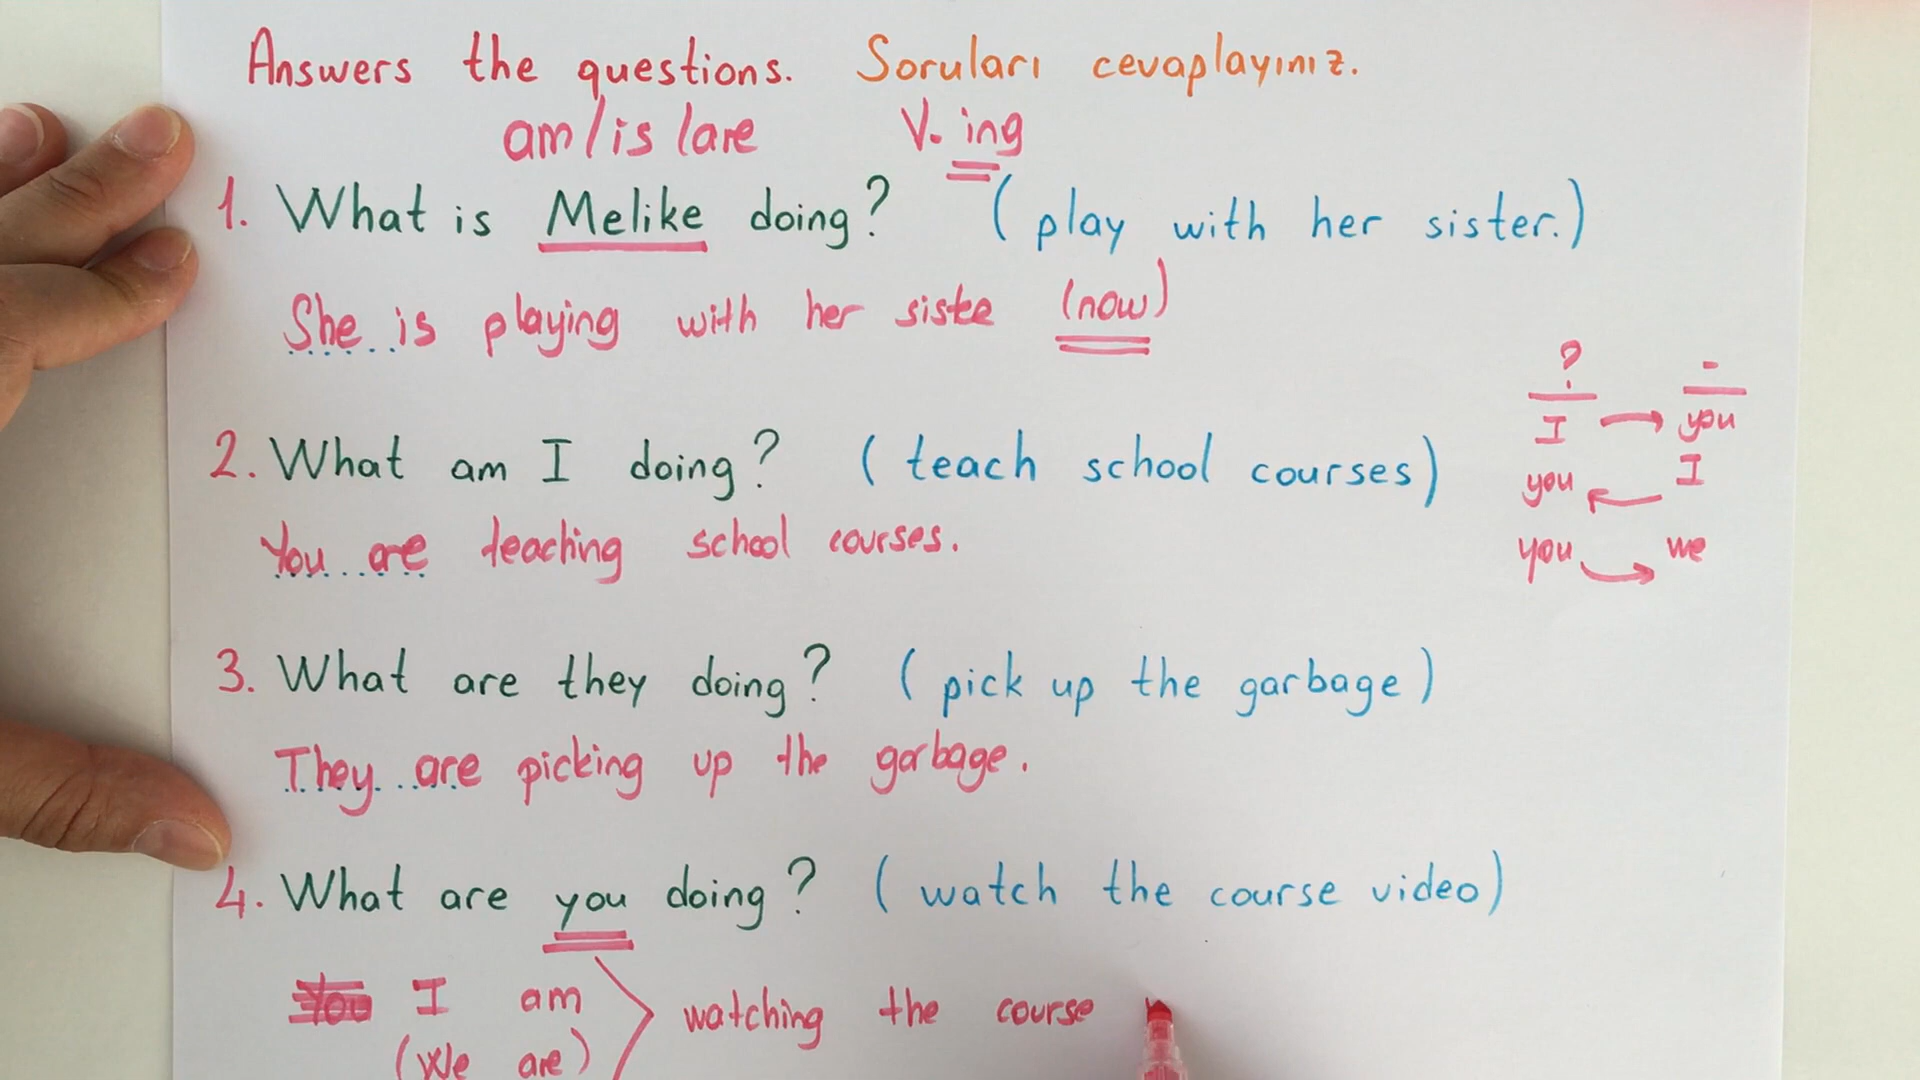 Answers the questions. Soruları cevaplayınız.
am/is/are V. ing
1. What is Melike doing? (play with her sister.)
She is playing with her siste (now)
? -
I → you
2. What am I doing? (teach school courses)
you ← I
You are teaching school courses.
you → we
3. What are they doing? (pick up the garbage)
They are picking up the garbage.
4. What are you doing? (watch the course video)
You I am watching the course
(We are)